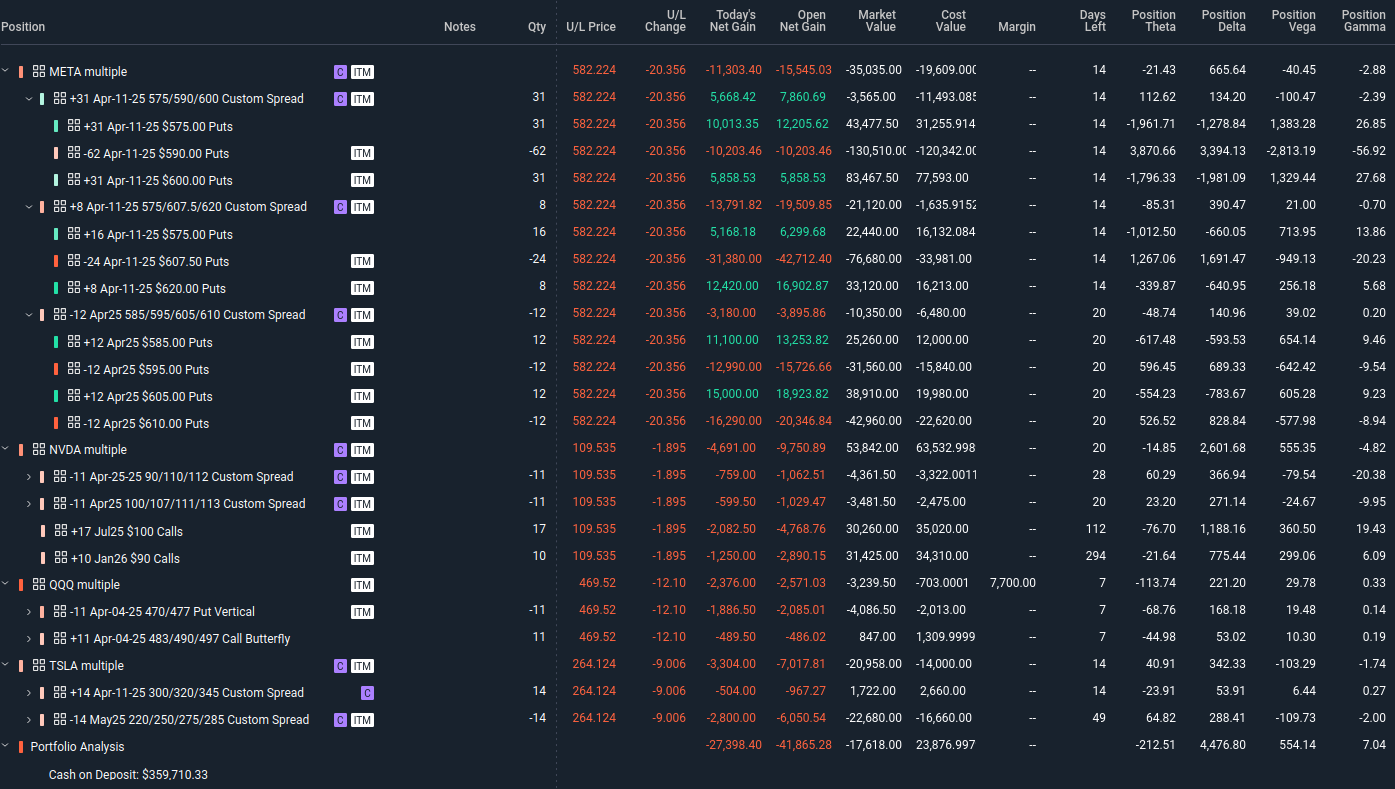 Position Notes Qty U/L Price U/L Change Today's Net Gain Open Net Gain Market Value Cost Value Margin Days Left Position Theta Position Delta Position Vega Position Gamma
META multiple C ITM 582.224 -20.356 -11,303.40 -15,545.03 -35,035.00 -19,609.000 -- 14 -21.43 665.64 -40.45 -2.88
+31 Apr-11-25 575/590/600 Custom Spread C ITM 31 582.224 -20.356 5,668.42 7,860.69 -3,565.00 -11,493.085 -- 14 112.62 134.20 -100.47 -2.39
+31 Apr-11-25 $575.00 Puts 31 582.224 -20.356 10,013.35 12,205.62 43,477.50 31,255.914 -- 14 -1,961.71 -1,278.84 1,383.28 26.85
-62 Apr-11-25 $590.00 Puts ITM -62 582.224 -20.356 -10,203.46 -10,203.46 -130,510.00 -120,342.00 -- 14 3,870.66 3,394.13 -2,813.19 -56.92
+31 Apr-11-25 $600.00 Puts ITM 31 582.224 -20.356 5,858.53 5,858.53 83,467.50 77,593.00 -- 14 -1,796.33 -1,981.09 1,329.44 27.68
+8 Apr-11-25 575/607.5/620 Custom Spread C ITM 8 582.224 -20.356 -13,791.82 -19,509.85 -21,120.00 -1,635.9152 -- 14 -85.31 390.47 21.00 -0.70
+16 Apr-11-25 $575.00 Puts 16 582.224 -20.356 5,168.18 6,299.68 22,440.00 16,132.084 -- 14 -1,012.50 -660.05 713.95 13.86
-24 Apr-11-25 $607.50 Puts ITM -24 582.224 -20.356 -31,380.00 -42,712.40 -76,680.00 -33,981.00 -- 14 1,267.06 1,691.47 -949.13 -20.23
+8 Apr-11-25 $620.00 Puts ITM 8 582.224 -20.356 12,420.00 16,902.87 33,120.00 16,213.00 -- 14 -339.87 -640.95 256.18 5.68
-12 Apr25 585/595/605/610 Custom Spread C ITM -12 582.224 -20.356 -3,180.00 -3,895.86 -10,350.00 -6,480.00 -- 20 -48.74 140.96 39.02 0.20
+12 Apr25 $585.00 Puts ITM 12 582.224 -20.356 11,100.00 13,253.82 25,260.00 12,000.00 -- 20 -617.48 -593.53 654.14 9.46
-12 Apr25 $595.00 Puts ITM -12 582.224 -20.356 -12,990.00 -15,726.66 -31,560.00 -15,840.00 -- 20 596.45 689.33 -642.42 -9.54
+12 Apr25 $605.00 Puts ITM 12 582.224 -20.356 15,000.00 18,923.82 38,910.00 19,980.00 -- 20 -554.23 -783.67 605.28 9.23
-12 Apr25 $610.00 Puts ITM -12 582.224 -20.356 -16,290.00 -20,346.84 -42,960.00 -22,620.00 -- 20 526.52 828.84 -577.98 -8.94
NVDA multiple C ITM 109.535 -1.895 -4,691.00 -9,750.89 53,842.00 63,532.998 -- 20 -14.85 2,601.68 555.35 -4.82
-11 Apr-25-25 90/110/112 Custom Spread C ITM -11 109.535 -1.895 -759.00 -1,062.51 -4,361.50 -3,322.0011 -- 28 60.29 366.94 -79.54 -20.38
-11 Apr25 100/107/111/113 Custom Spread C ITM -11 109.535 -1.895 -599.50 -1,029.47 -3,481.50 -2,475.00 -- 20 23.20 271.14 -24.67 -9.95
+17 Jul25 $100 Calls ITM 17 109.535 -1.895 -2,082.50 -4,768.76 30,260.00 35,020.00 -- 112 -76.70 1,188.16 360.50 19.43
+10 Jan26 $90 Calls ITM 10 109.535 -1.895 -1,250.00 -2,890.15 31,425.00 34,310.00 -- 294 -21.64 775.44 299.06 6.09
QQQ multiple ITM 469.52 -12.10 -2,376.00 -2,571.03 -3,239.50 -703.0001 7,700.00 7 -113.74 221.20 29.78 0.33
-11 Apr-04-25 470/477 Put Vertical ITM -11 469.52 -12.10 -1,886.50 -2,085.01 -4,086.50 -2,013.00 -- 7 -68.76 168.18 19.48 0.14
+11 Apr-04-25 483/490/497 Call Butterfly 11 469.52 -12.10 -489.50 -486.02 847.00 1,309.9999 -- 7 -44.98 53.02 10.30 0.19
TSLA multiple C ITM 264.124 -9.006 -3,304.00 -7,017.81 -20,958.00 -14,000.00 -- 14 40.91 342.33 -103.29 -1.74
+14 Apr-11-25 300/320/345 Custom Spread C 14 264.124 -9.006 -504.00 -967.27 1,722.00 2,660.00 -- 14 -23.91 53.91 6.44 0.27
-14 May25 220/250/275/285 Custom Spread C ITM -14 264.124 -9.006 -2,800.00 -6,050.54 -22,680.00 -16,660.00 -- 49 64.82 288.41 -109.73 -2.00
Portfolio Analysis -27,398.40 -41,865.28 -17,618.00 23,876.997 -- -212.51 4,476.80 554.14 7.04
Cash on Deposit: $359,710.33